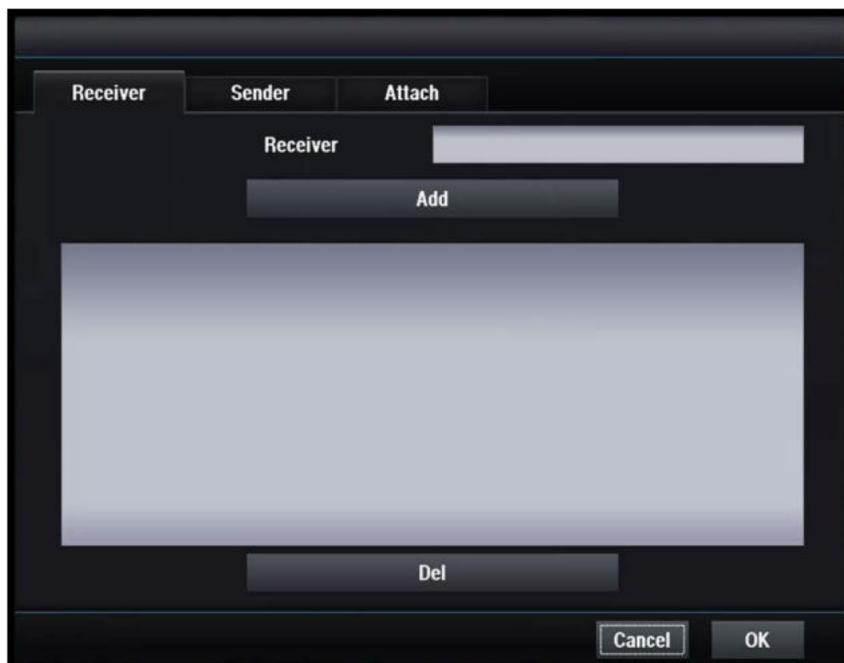 Receiver Sender Attach
Receiver
Add
Del
Cancel OK